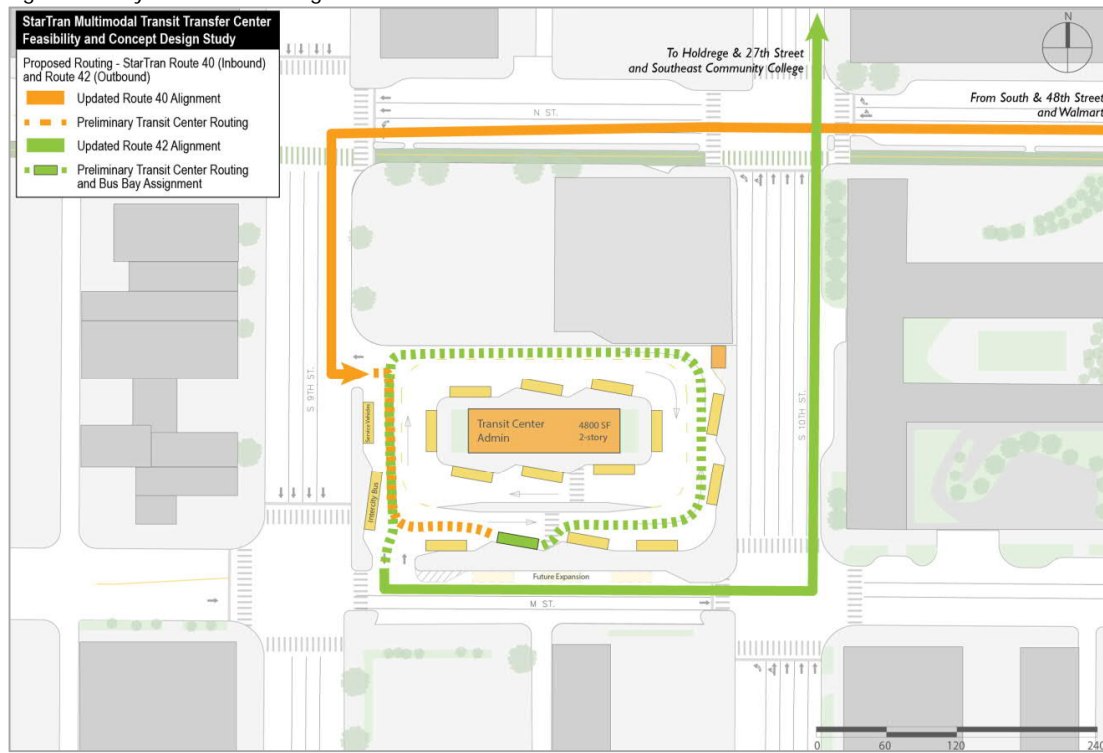 StarTran Multimodal Transit Transfer Center
Feasibility and Concept Design Study
Proposed Routing - StarTran Route 40 (Inbound)
and Route 42 (Outbound)
Updated Route 40 Alignment
Preliminary Transit Center Routing
Updated Route 42 Alignment
Preliminary Transit Center Routing
and Bus Bay Assignment
To Holdrege & 27th Street
and Southeast Community College
N
From South & 48th Street
and Walmart
N ST.
S 9TH ST.
S 10TH ST.
Service Vehicles
Transit Center
Admin
4800 SF
2-story
Intercity Bus
Future Expansion
M ST.
0
60
120
240